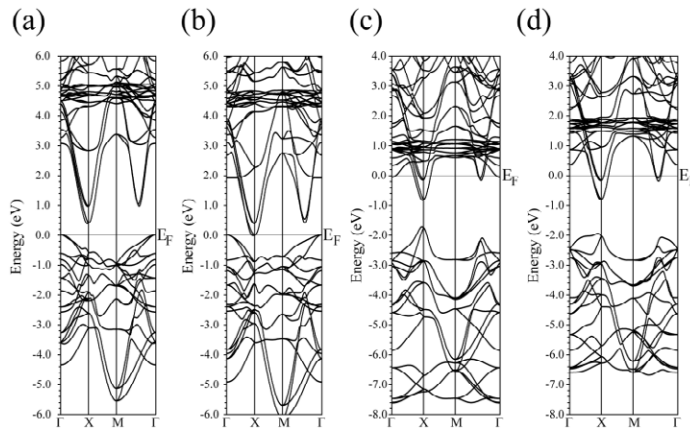 (a) (b) (c) (d)
6.0 6.0 4.0 4.0
5.0 5.0 3.0 3.0
4.0 4.0 2.0 2.0
3.0 3.0 1.0 1.0
2.0 2.0 0.0 E_F 0.0 E
1.0 1.0 -1.0 -1.0
0.0 E_F 0.0 E_F -2.0 -2.0
-1.0 -1.0 -3.0 -3.0
-2.0 -2.0 -4.0 -4.0
-3.0 -3.0 -5.0 -5.0
-4.0 -4.0 -6.0 -6.0
-5.0 -5.0 -7.0 -7.0
-6.0 -6.0 -8.0 -8.0
Energy (eV) Energy (eV) Energy (eV) Energy (eV)
Γ X M Γ Γ X M Γ Γ X M Γ Γ X M Γ